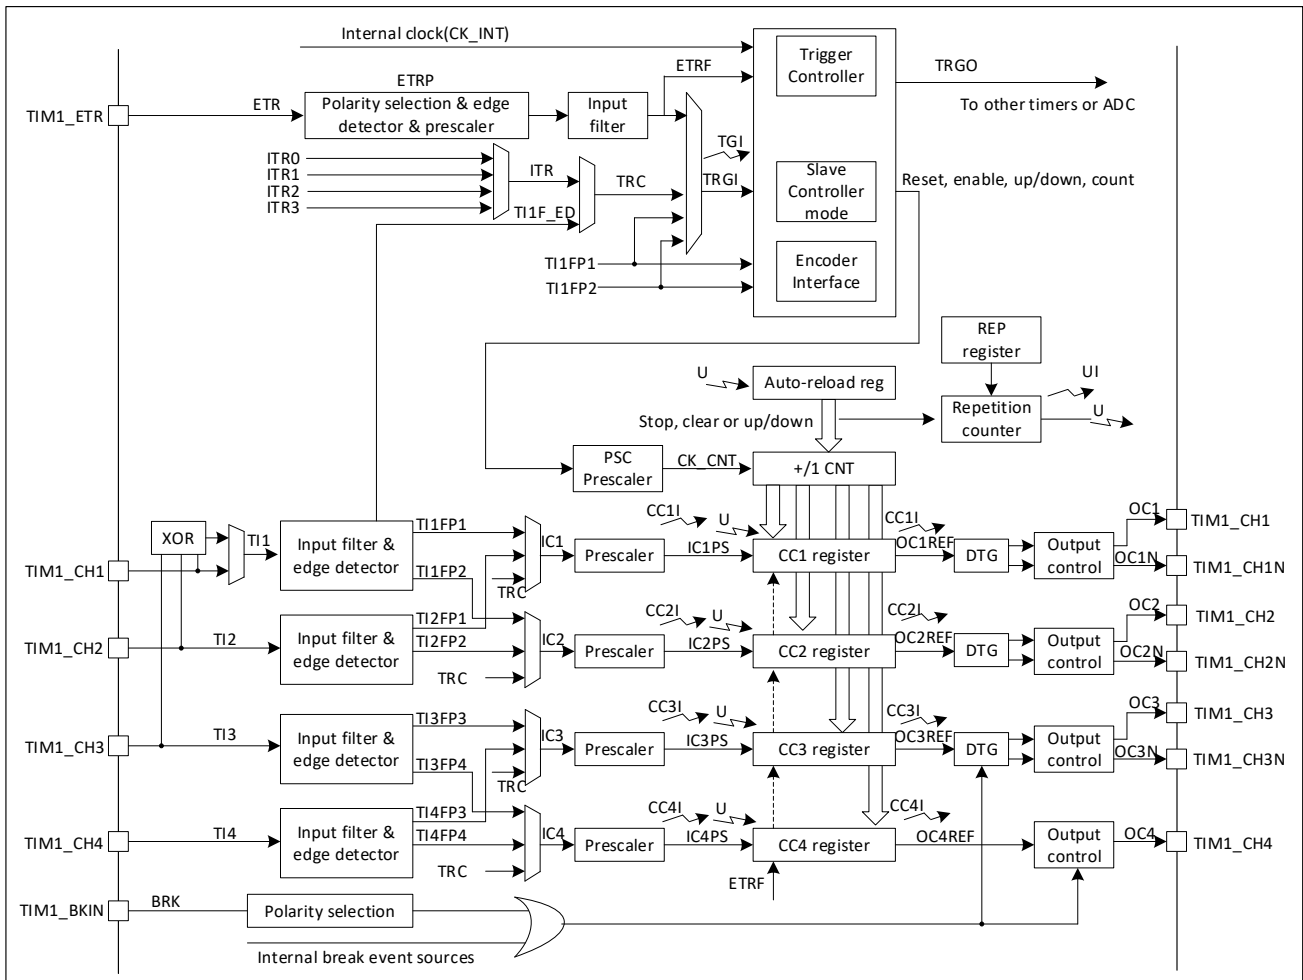 Internal clock(CK_INT)
Trigger
Controller
TRGO
To other timers or ADC
ETRF
ETRP
TIM1_ETR
ETR
Polarity selection & edge
detector & prescaler
Input
filter
TGI
TRGI
ITR0
ITR1
ITR2
ITR3
ITR
TRC
TI1F_ED
Slave
Controller
mode
Reset, enable, up/down, count
TI1FP1
TI1FP2
Encoder
Interface
REP
register
U
Auto-reload reg
UI
Repetition
counter
U
Stop, clear or up/down
PSC
Prescaler
CK_CNT
+/1 CNT
XOR
TI1
TIM1_CH1
Input filter &
edge detector
TI1FP1
TI1FP2
TRC
IC1
Prescaler
IC1PS
CC1I
U
CC1 register
CC1I
OC1REF
DTG
Output
control
OC1
OC1N
TIM1_CH1
TIM1_CH1N
TIM1_CH2
TI2
Input filter &
edge detector
TI2FP1
TI2FP2
TRC
IC2
Prescaler
IC2PS
CC2I
U
CC2 register
CC2I
OC2REF
DTG
Output
control
OC2
OC2N
TIM1_CH2
TIM1_CH2N
TIM1_CH3
TI3
Input filter &
edge detector
TI3FP3
TI3FP4
TRC
IC3
Prescaler
IC3PS
CC3I
U
CC3 register
CC3I
OC3REF
DTG
Output
control
OC3
OC3N
TIM1_CH3
TIM1_CH3N
TIM1_CH4
TI4
Input filter &
edge detector
TI4FP3
TI4FP4
TRC
IC4
Prescaler
IC4PS
CC4I
U
CC4 register
CC4I
OC4REF
Output
control
OC4
TIM1_CH4
ETRF
TIM1_BKIN
BRK
Polarity selection
Internal break event sources